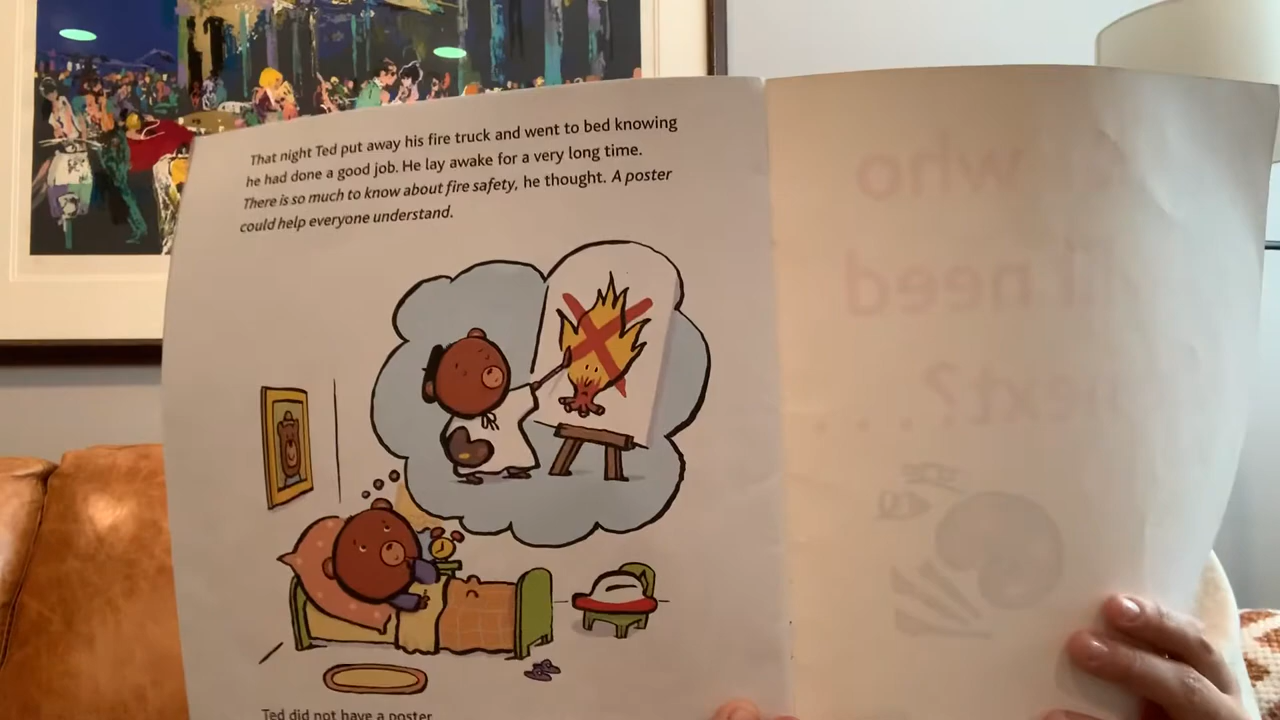 That night Ted put away his fire truck and went to bed knowing
he had done a good job. He lay awake for a very long time.
There is so much to know about fire safety, he thought. A poster
could help everyone understand.
Ted did not have a poster
who
need